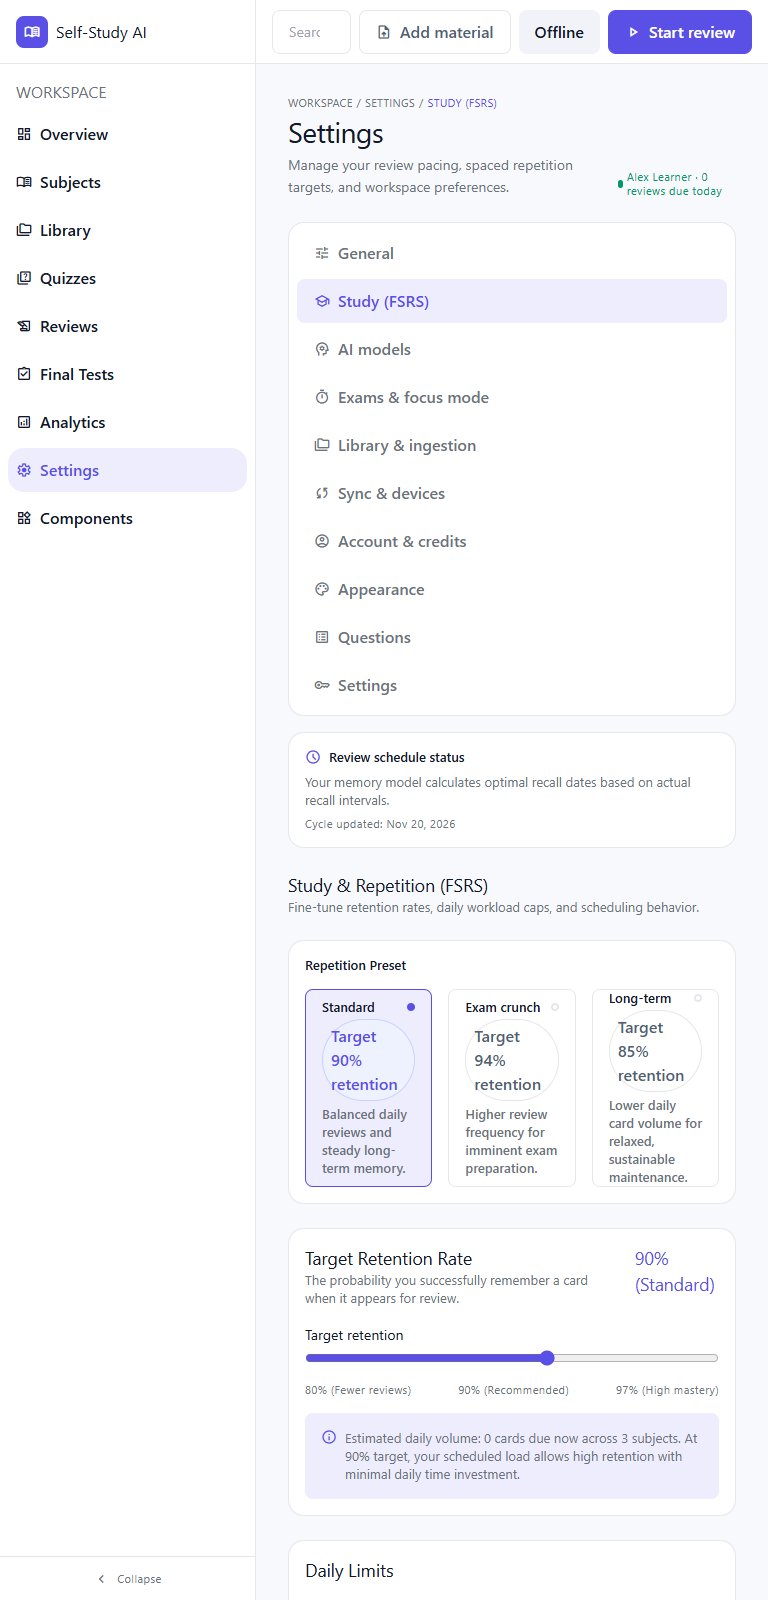 Self-Study AI
Add material
Offline
Start review
WORKSPACE
Overview
Subjects
Library
Quizzes
Reviews
Final Tests
Analytics
Settings
Components
Collapse
WORKSPACE / SETTINGS / STUDY (FSRS)
Settings
Manage your review pacing, spaced repetition
targets, and workspace preferences.
Alex Learner · 0
reviews due today
General
Study (FSRS)
AI models
Exams & focus mode
Library & ingestion
Sync & devices
Account & credits
Appearance
Questions
Settings
Review schedule status
Your memory model calculates optimal recall dates based on actual
recall intervals.
Cycle updated: Nov 20, 2026
Study & Repetition (FSRS)
Fine-tune retention rates, daily workload caps, and scheduling behavior.
Repetition Preset
Standard
Target
90%
retention
Balanced daily
reviews and
steady long-
term memory.
Exam crunch
Target
94%
retention
Higher review
frequency for
imminent exam
preparation.
Long-term
Target
85%
retention
Lower daily
card volume for
relaxed,
sustainable
maintenance.
Target Retention Rate
90%
(Standard)
The probability you successfully remember a card
when it appears for review.
Target retention
80% (Fewer reviews)
90% (Recommended)
97% (High mastery)
Estimated daily volume: 0 cards due now across 3 subjects. At
90% target, your scheduled load allows high retention with
minimal daily time investment.
Daily Limits